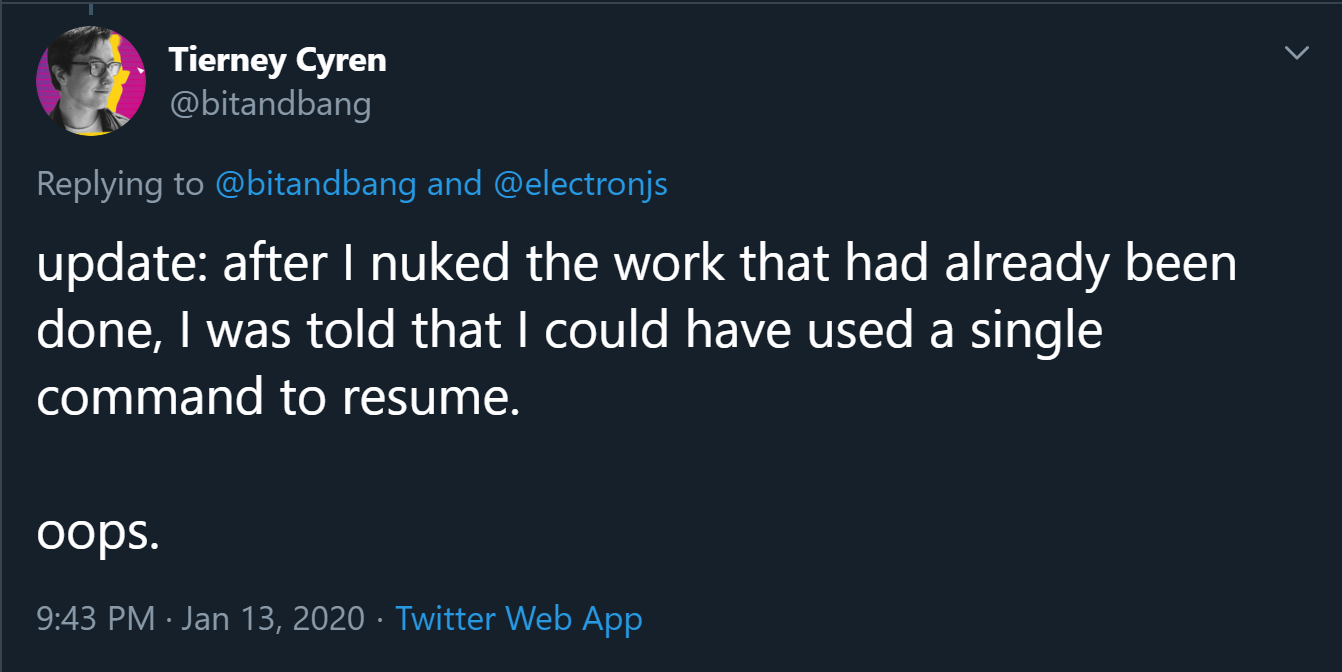 Tierney Cyren
@bitandbang
Replying to @bitandbang and @electronjs
update: after I nuked the work that had already been
done, I was told that I could have used a single
command to resume.
oops.
9:43 PM · Jan 13, 2020 · Twitter Web App